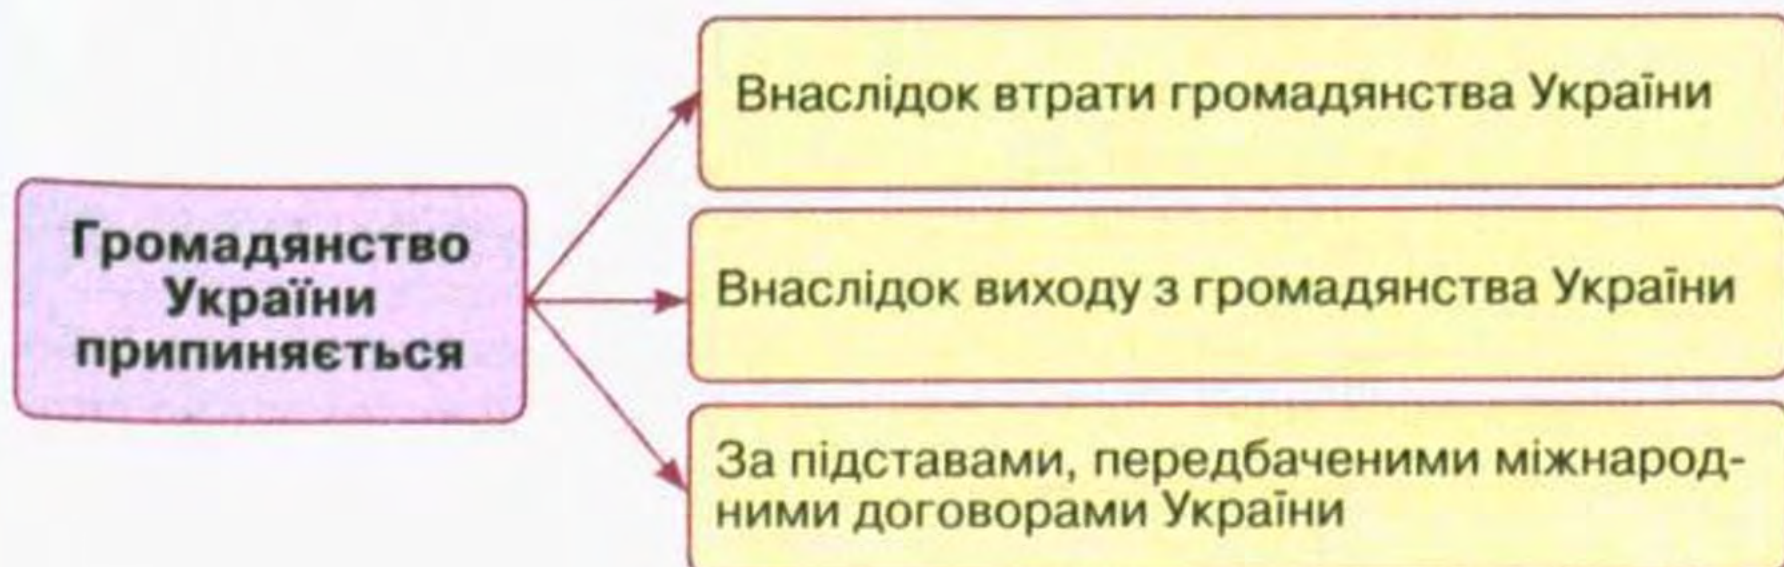 Громадянство
України
припиняється
Внаслідок втрати громадянства України
Внаслідок виходу з громадянства України
За підставами, передбаченими міжнарод-
ними договорами України